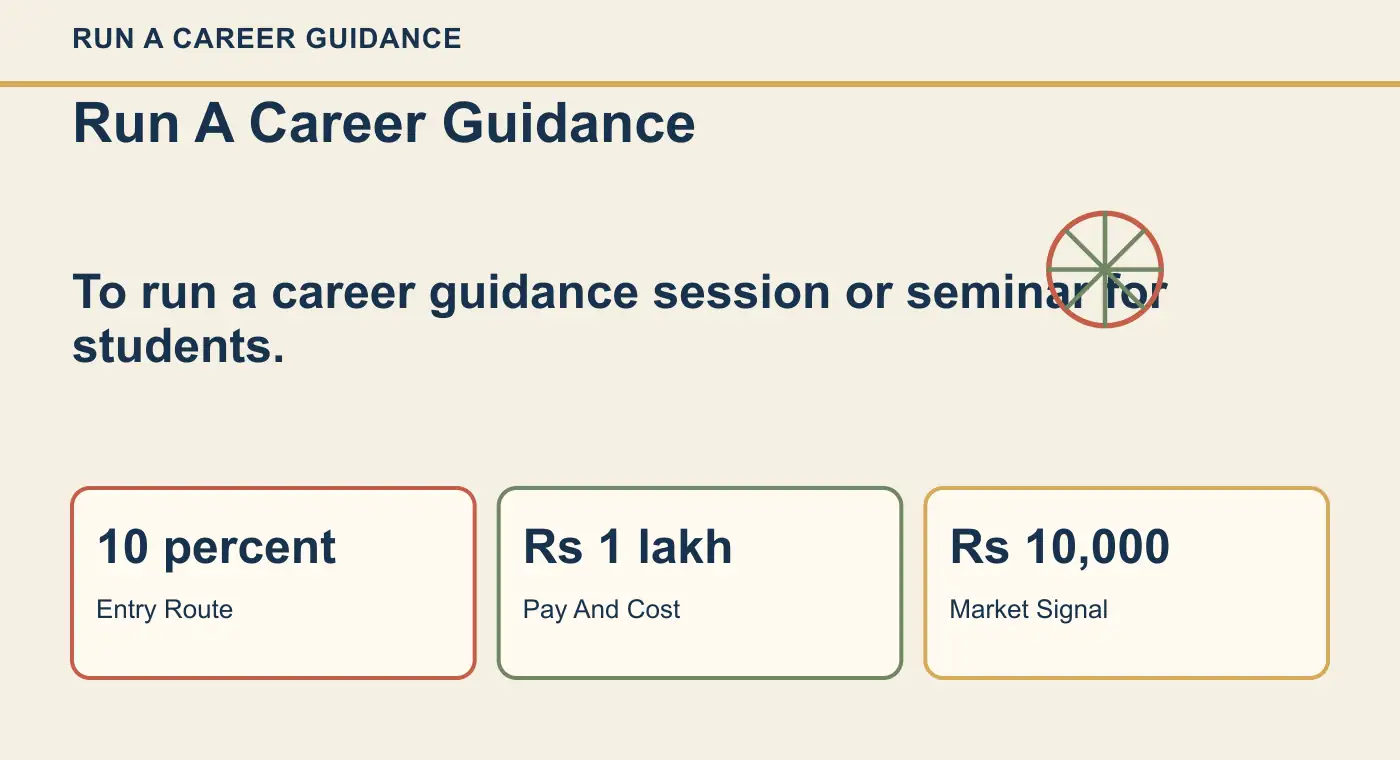 RUN A CAREER GUIDANCE
Run A Career Guidance
To run a career guidance session or seminar for
students.
10 percent
Entry Route
Rs 1 lakh
Pay And Cost
Rs 10,000
Market Signal